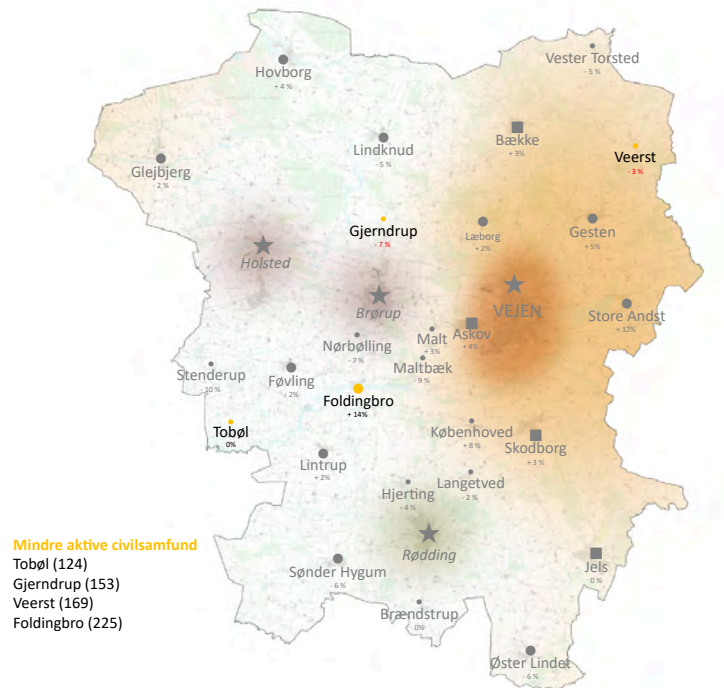 Hovborg
+ 4 %
Vester Torsted
- 5 %
Bække
+ 3%
Lindknud
- 5 %
Veerst
- 3 %
Glejbjerg
- 2 %
Gjerndrup
- 7 %
Læborg
+ 2%
Gesten
+ 5%
Holsted
Brørup
VEJEN
Store Andst
+ 12%
Askov
+ 4%
Malt
+ 3%
Nørbølling
- 7 %
Maltbæk
- 9 %
Stenderup
- 10 %
Føvling
- 2%
Foldingbro
+ 14%
Tobøl
0%
Københoved
+ 8 %
Skodborg
+ 3 %
Lintrup
+ 2%
Langetved
- 2 %
Hjerting
- 4 %
Rødding
Mindre aktive civilsamfund
Tobøl (124)
Gjerndrup (153)
Veerst (169)
Foldingbro (225)
Sønder Hygum
- 6 %
Jels
0 %
Brændstrup
0%
Øster Lindet
- 6 %